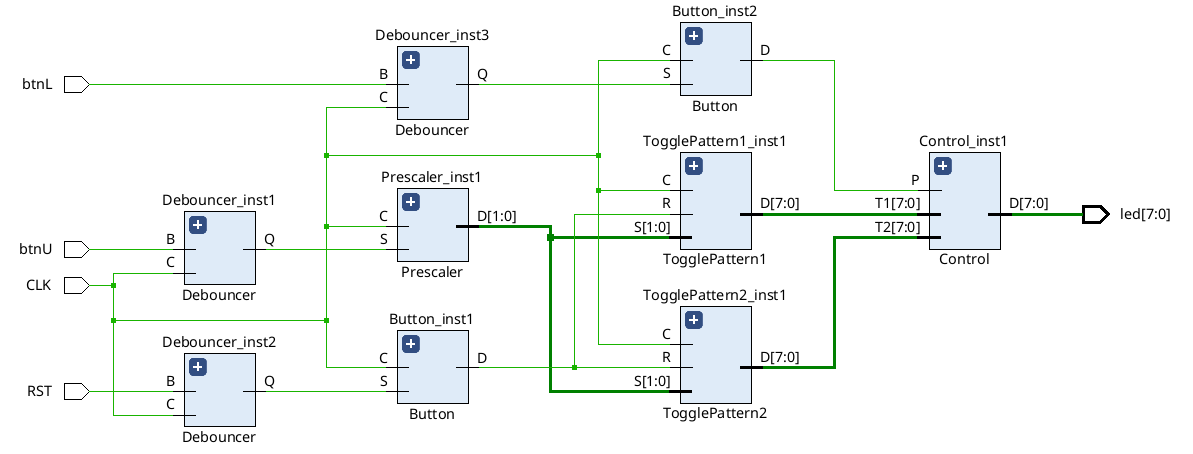 Button_inst2
Debouncer_inst3
C
D
B
Q
S
btnL
C
Button
Debouncer
TogglePattern1_inst1
Control_inst1
Prescaler_inst1
C
P
Debouncer_inst1
R
D[7:0]
T1[7:0]
D[7:0]
C
D[1:0]
led[7:0]
S[1:0]
T2[7:0]
B
Q
S
btnU
TogglePattern1
Control
C
Prescaler
CLK
Debouncer
TogglePattern2_inst1
Button_inst1
C
Debouncer_inst2
C
D
R
D[7:0]
B
Q
S
S[1:0]
RST
C
Button
TogglePattern2
Debouncer